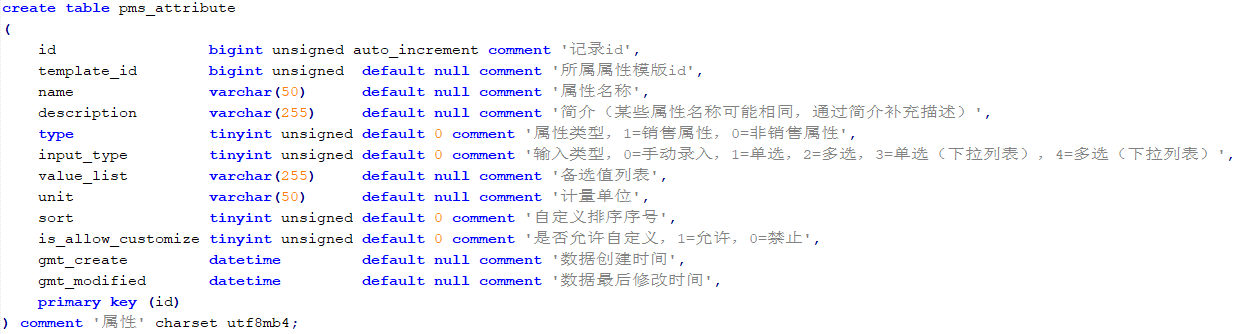 create table pms_attribute
(
    id                 bigint unsigned auto_increment comment '记录id',
    template_id        bigint unsigned  default null comment '所属属性模版id',
    name               varchar(50)      default null comment '属性名称',
    description        varchar(255)     default null comment '简介（某些属性名称可能相同，通过简介补充描述）',
    type               tinyint unsigned default 0 comment '属性类型，1=销售属性，0=非销售属性',
    input_type         tinyint unsigned default 0 comment '输入类型，0=手动录入，1=单选，2=多选，3=单选（下拉列表），4=多选（下拉列表）',
    value_list         varchar(255)     default null comment '备选值列表',
    unit               varchar(50)      default null comment '计量单位',
    sort               tinyint unsigned default 0 comment '自定义排序序号',
    is_allow_customize tinyint unsigned default 0 comment '是否允许自定义，1=允许，0=禁止',
    gmt_create         datetime         default null comment '数据创建时间',
    gmt_modified       datetime         default null comment '数据最后修改时间',
    primary key (id)
) comment '属性' charset utf8mb4;